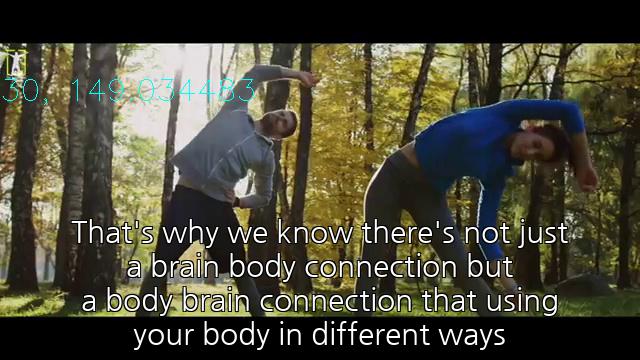 30, 149.034483
That's why we know there's not just
a brain body connection but
a body brain connection that using
your body in different ways